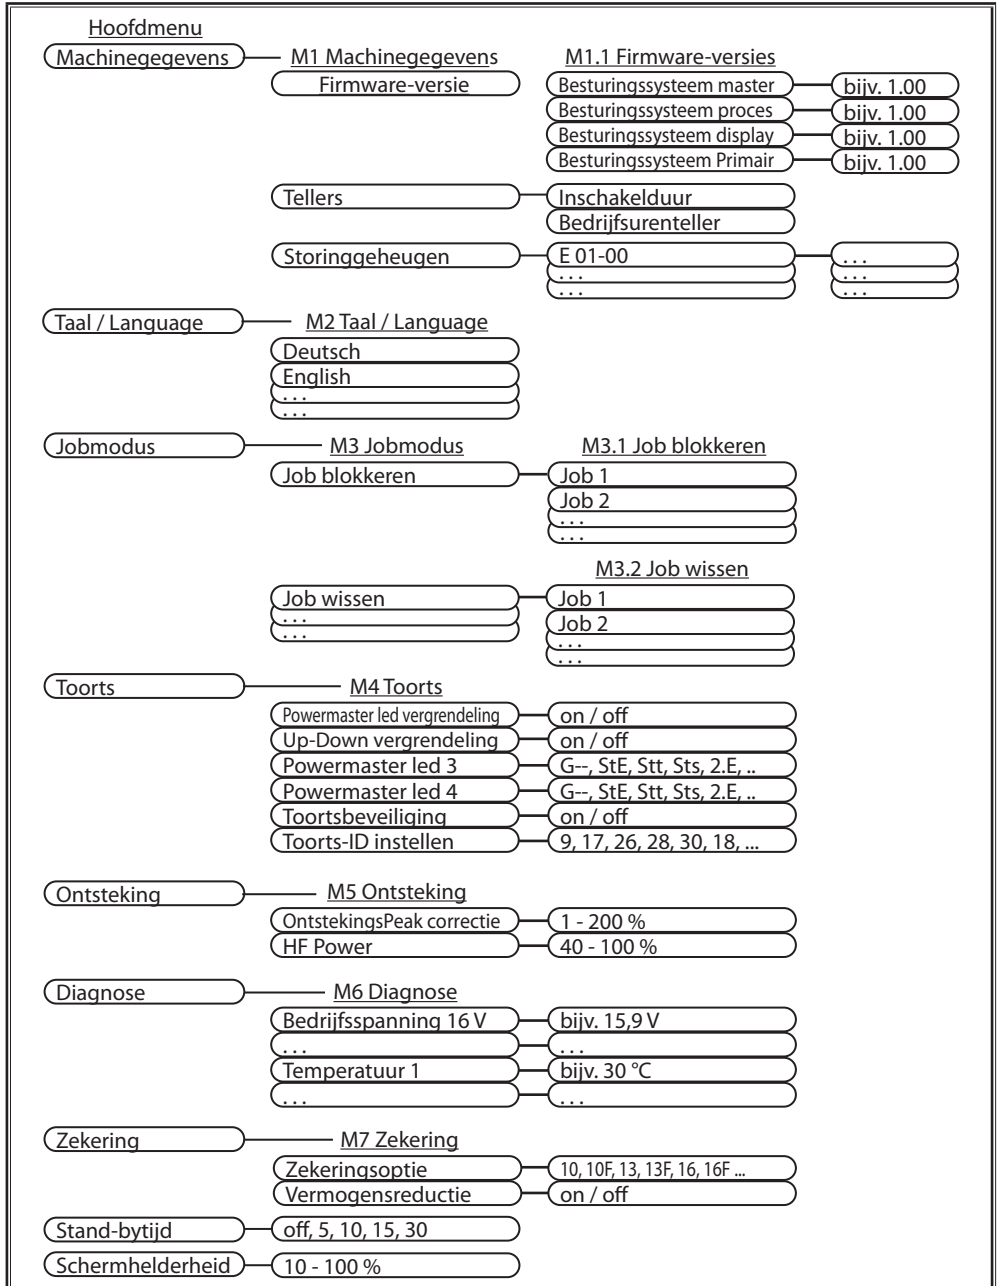 Hoofdmenu
Machinegegevens M1 Machinegegevens M1.1 Firmware-versies
Firmware-versie Besturingssysteem master bijv. 1.00
Besturingssysteem proces bijv. 1.00
Besturingssysteem display bijv. 1.00
Besturingssysteem Primair bijv. 1.00
Tellers Inschakelduur
Bedrijfsurenteller
Storinggeheugen E 01-00 . . .
. . . . . .
. . . . . .
Taal / Language M2 Taal / Language
Deutsch
English
. . .
. . .
Jobmodus M3 Jobmodus M3.1 Job blokkeren
Job blokkeren Job 1
Job 2
. . .
. . .
M3.2 Job wissen
Job wissen Job 1
. . . Job 2
. . . . . .
. . .
Toorts M4 Toorts
Powermaster led vergrendeling on / off
Up-Down vergrendeling on / off
Powermaster led 3 G--, StE, Stt, Sts, 2.E, ..
Powermaster led 4 G--, StE, Stt, Sts, 2.E, ..
Toortsbeveiliging on / off
Toorts-ID instellen 9, 17, 26, 28, 30, 18, ...
Ontsteking M5 Ontsteking
OntstekingsPeak correctie 1 - 200 %
HF Power 40 - 100 %
Diagnose M6 Diagnose
Bedrijfsspanning 16 V bijv. 15,9 V
. . . . . .
Temperatuur 1 bijv. 30 °C
. . . . . .
Zekering M7 Zekering
Zekeringsoptie 10, 10F, 13, 13F, 16, 16F ...
Vermogensreductie on / off
Stand-bytijd off, 5, 10, 15, 30
Schermhelderheid 10 - 100 %